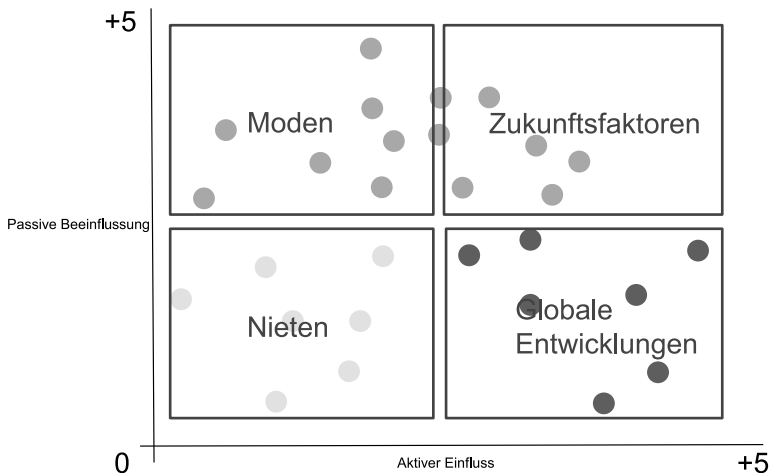 +5
Moden
Zukunftsfaktoren
Passive Beeinflussung
Nieten
Globale
Entwicklungen
0
Aktiver Einfluss
+5